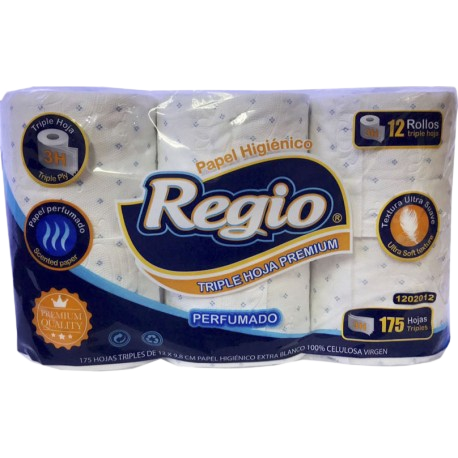 Triple Hoja
3H
Triple Ply
Papel Higiénico
12 Rollos
triple hoja
Regio®
Papel perfumado
Scented paper
Textura Ultra Suave
Ultra Soft texture
TRIPLE HOJA PREMIUM
PREMIUM
QUALITY
PERFUMADO
1202012
175 Hojas
Triples
175 HOJAS TRIPLES DE
CM PAPEL HIGIÉNICO EXTRA BLANCO 100% CELULOSA VIRGEN